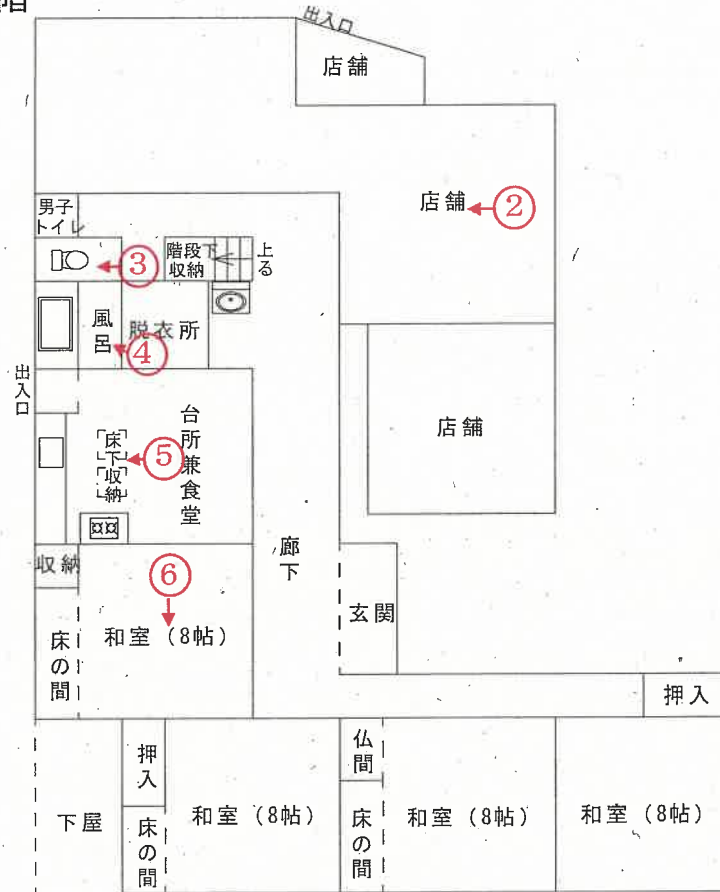 階
出入口
店舗
店舗
②
男子
トイレ
③
階段下
収納
上る
風呂
脱衣所
④
出入口
台所兼食堂
床下収納
⑤
店舗
収納
⑥
廊下
玄関
床の間
和室（8帖）
押入
下屋
押入
床の間
和室（8帖）
仏間
床の間
和室（8帖）
和室（8帖）